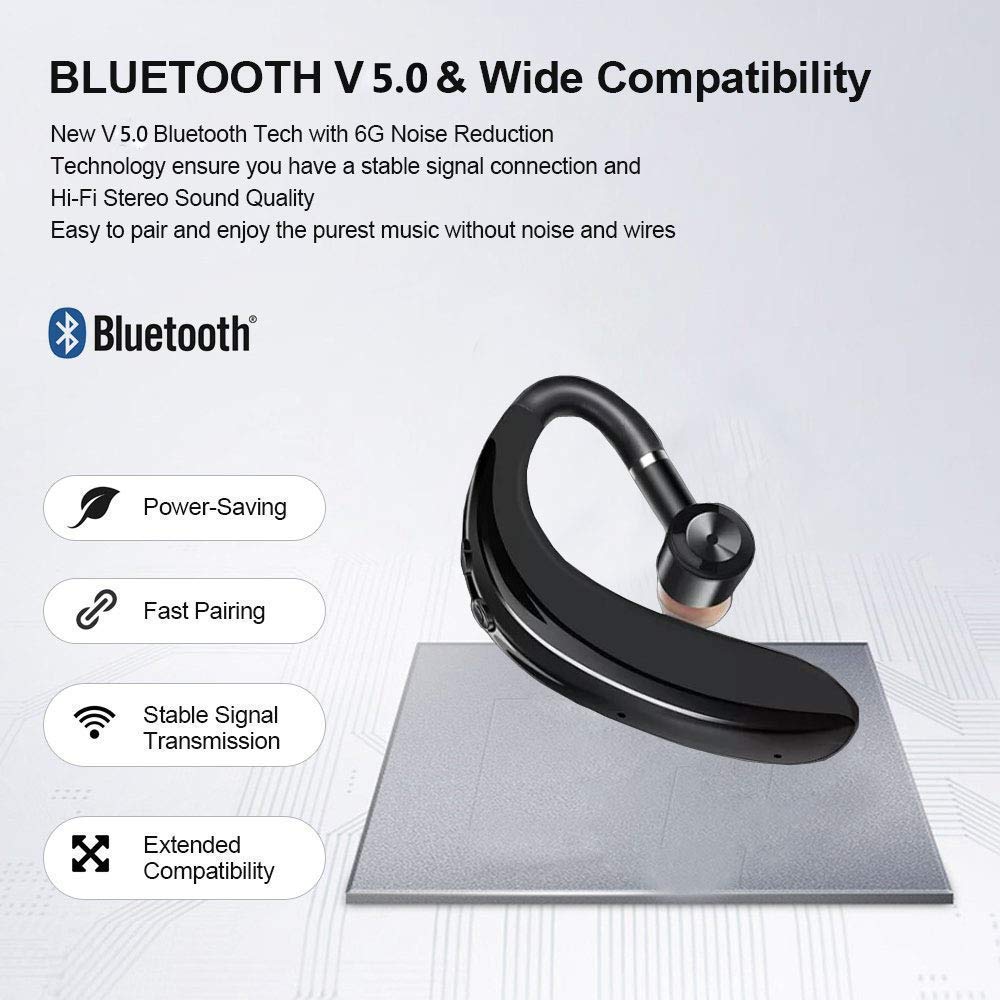 BLUETOOTH V 5.0 & Wide Compatibility
New V 5.0 Bluetooth Tech with 6G Noise Reduction
Technology ensure you have a stable signal connection and
Hi-Fi Stereo Sound Quality
Easy to pair and enjoy the purest music without noise and wires
Bluetooth®
Power-Saving
Fast Pairing
Stable Signal
Transmission
Extended
Compatibility